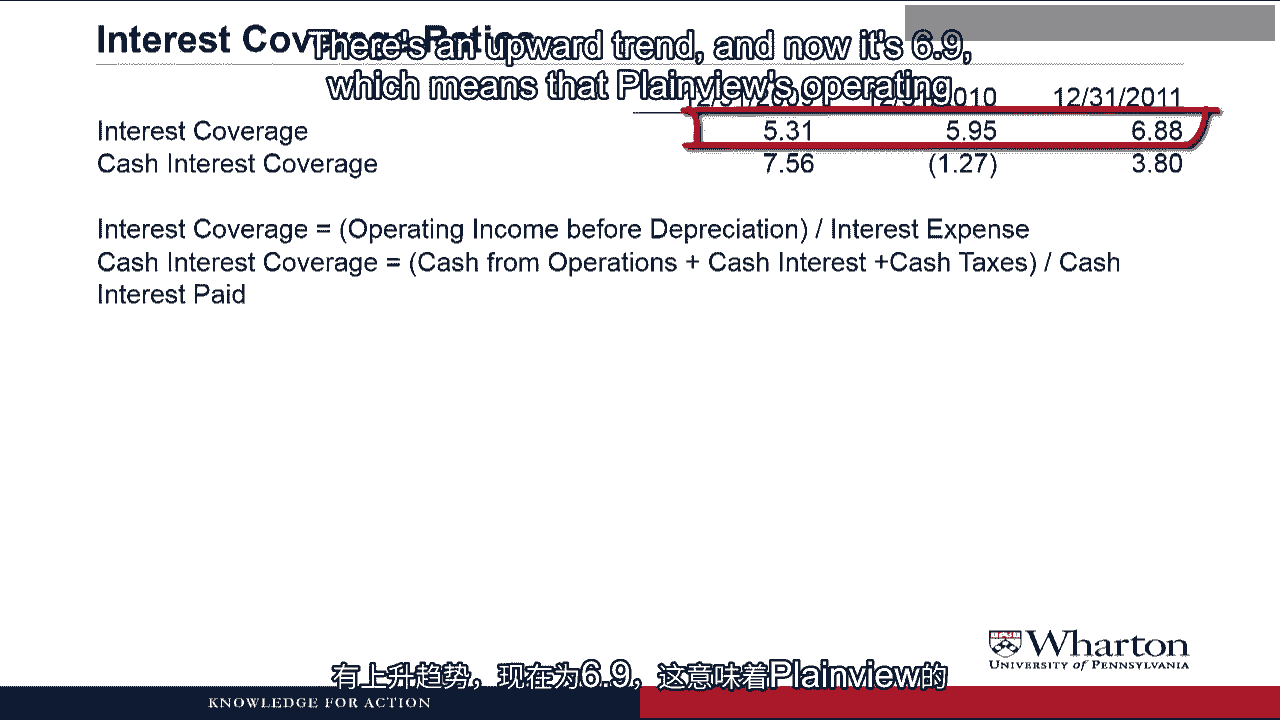 Interest Coverage Ratios
There's an upward trend, and now it's 6.9,
which means that Plainview's operating
12/31/2009 12/31/2010 12/31/2011
Interest Coverage 5.31 5.95 6.88
Cash Interest Coverage 7.56 (1.27) 3.80
Interest Coverage = (Operating Income before Depreciation) / Interest Expense
Cash Interest Coverage = (Cash from Operations + Cash Interest +Cash Taxes) / Cash
Interest Paid
Wharton
UNIVERSITY of PENNSYLVANIA
有上升趋势，现在为6.9，这意味着Plainview的
KNOWLEDGE FOR ACTION